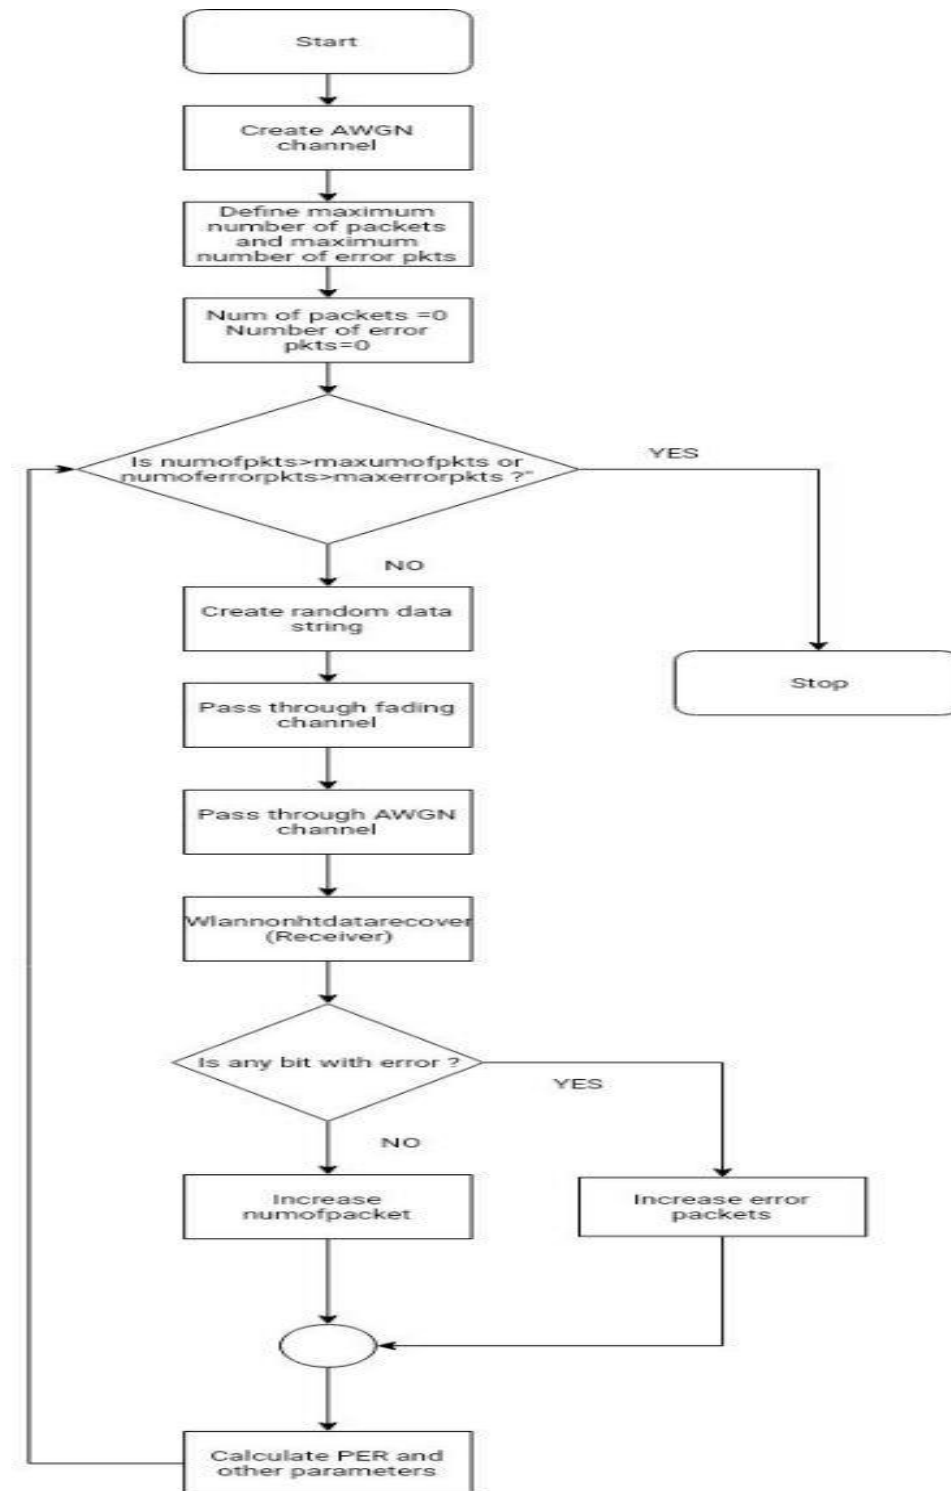 Start
Create AWGN
channel
Define maximum
number of packets
and maximum
number of error pkts
Num of packets =0
Number of error
pkts=0
Is numofpkts>maxumofpkts or
numoferrorpkts>maxerrorpkts ?"
YES
NO
Create random data
string
Stop
Pass through fading
channel
Pass through AWGN
channel
Wlannonhtdatarecover
(Receiver)
Is any bit with error ?
YES
NO
Increase
numofpacket
Increase error
packets
Calculate PER and
other parameters